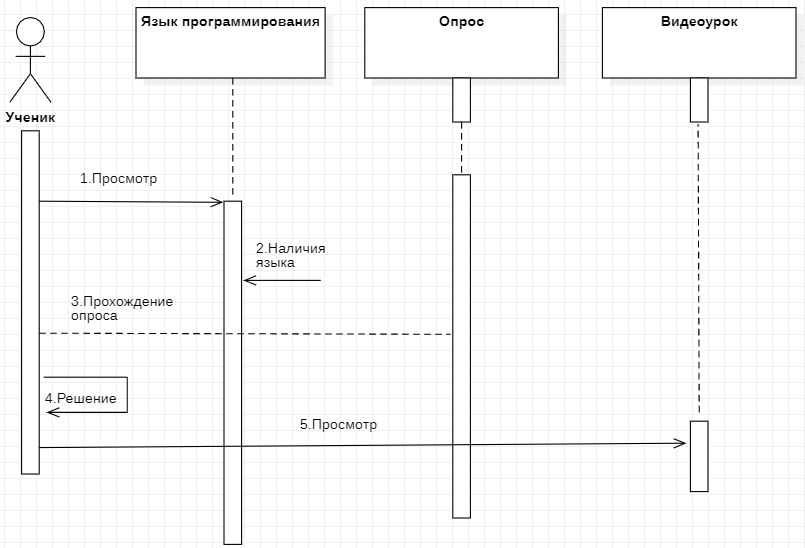 Язык программирования
Опрос
Видеоурок
Ученик
1.Просмотр
2.Наличия
языка
3.Прохождение
опроса
4.Решение
5.Просмотр